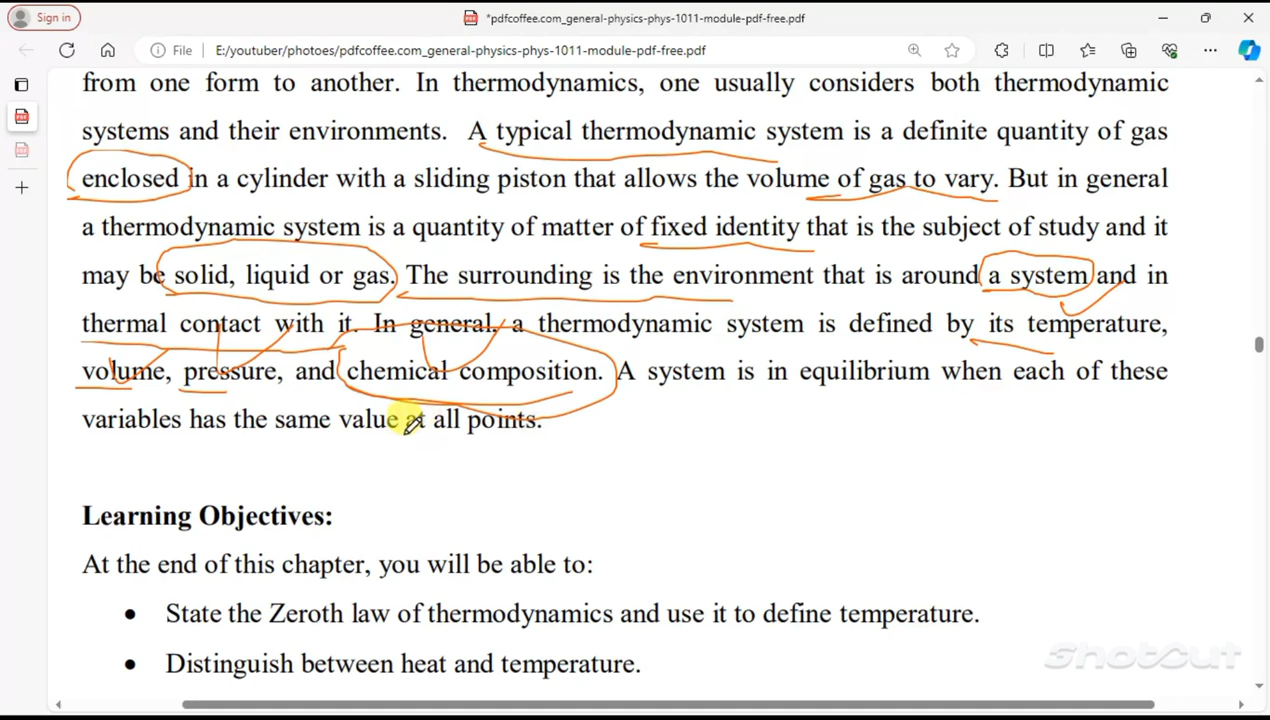 Sign in
*pdfcoffee.com_general-physics-phys-1011-module-pdf-free.pdf
File E:/youtuber/photoes/pdfcoffee.com_general-physics-phys-1011-module-pdf-free.pdf
from one form to another. In thermodynamics, one usually considers both thermodynamic
systems and their environments. A typical thermodynamic system is a definite quantity of gas
enclosed in a cylinder with a sliding piston that allows the volume of gas to vary. But in general
a thermodynamic system is a quantity of matter of fixed identity that is the subject of study and it
may be solid, liquid or gas. The surrounding is the environment that is around a system and in
thermal contact with it. In general, a thermodynamic system is defined by its temperature,
volume, pressure, and chemical composition. A system is in equilibrium when each of these
variables has the same value at all points.
Learning Objectives:
At the end of this chapter, you will be able to:
• State the Zeroth law of thermodynamics and use it to define temperature.
• Distinguish between heat and temperature.
Shotcut